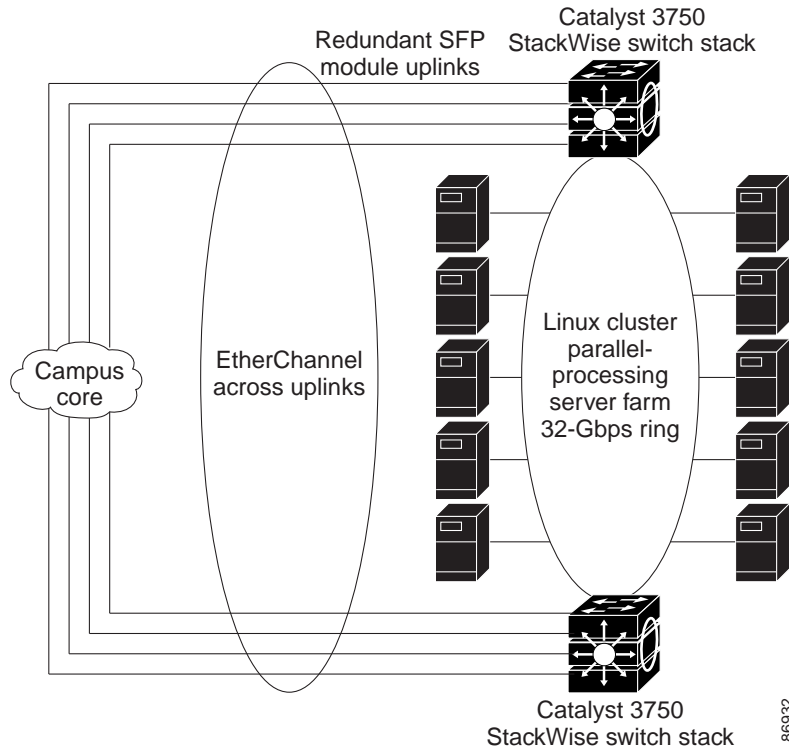 Catalyst 3750
StackWise switch stack
Redundant SFP
module uplinks
Campus
core
EtherChannel
across uplinks
Linux cluster
parallel-
processing
server farm
32-Gbps ring
Catalyst 3750
StackWise switch stack
86932